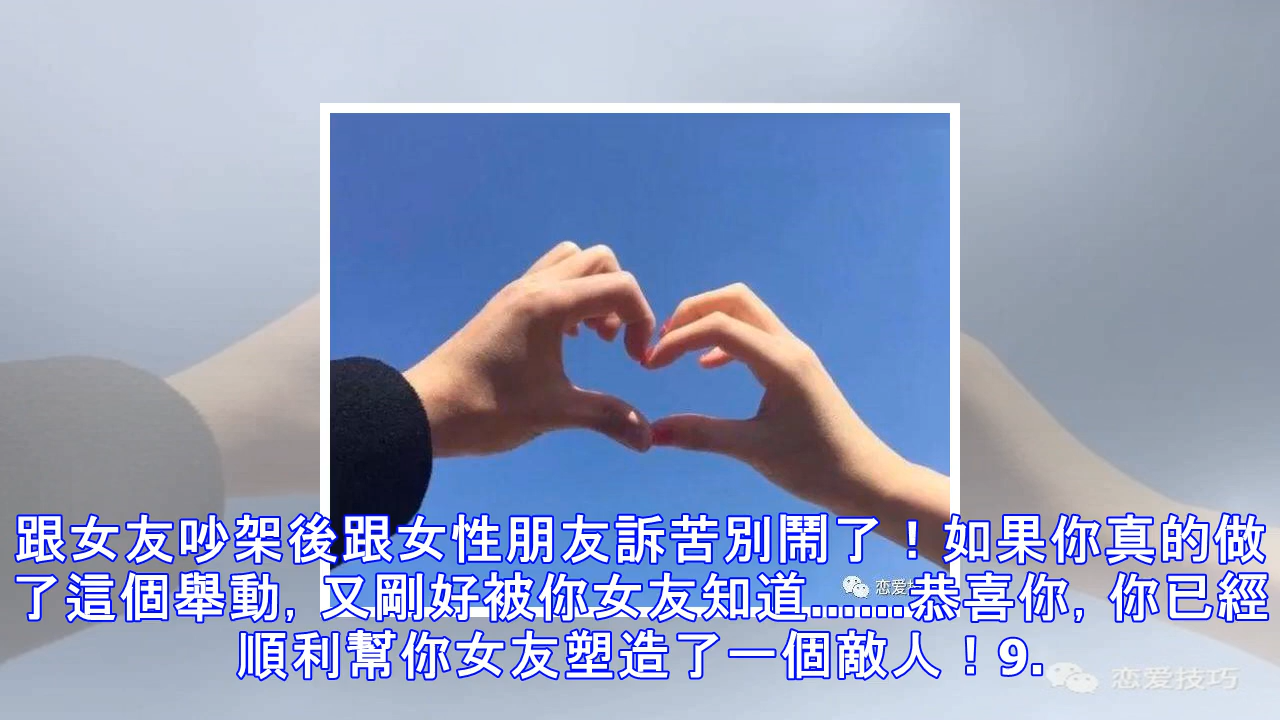 跟女友吵架後跟女性朋友訴苦別鬧了！如果你真的做
了這個舉動, 又剛好被你女友知道......恭喜你, 你已經
順利幫你女友塑造了一個敵人！9.
恋爱技巧